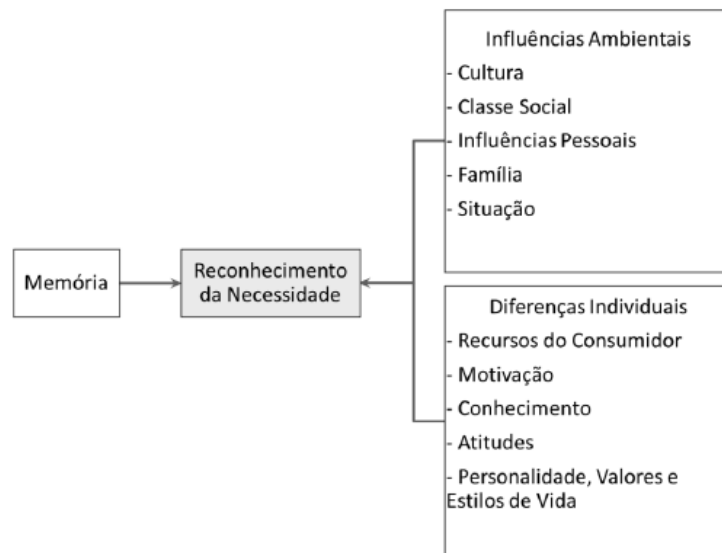 Memória
Reconhecimento
da Necessidade
Influências Ambientais
- Cultura
- Classe Social
- Influências Pessoais
- Família
- Situação
Diferenças Individuais
- Recursos do Consumidor
- Motivação
- Conhecimento
- Atitudes
- Personalidade, Valores e
Estilos de Vida